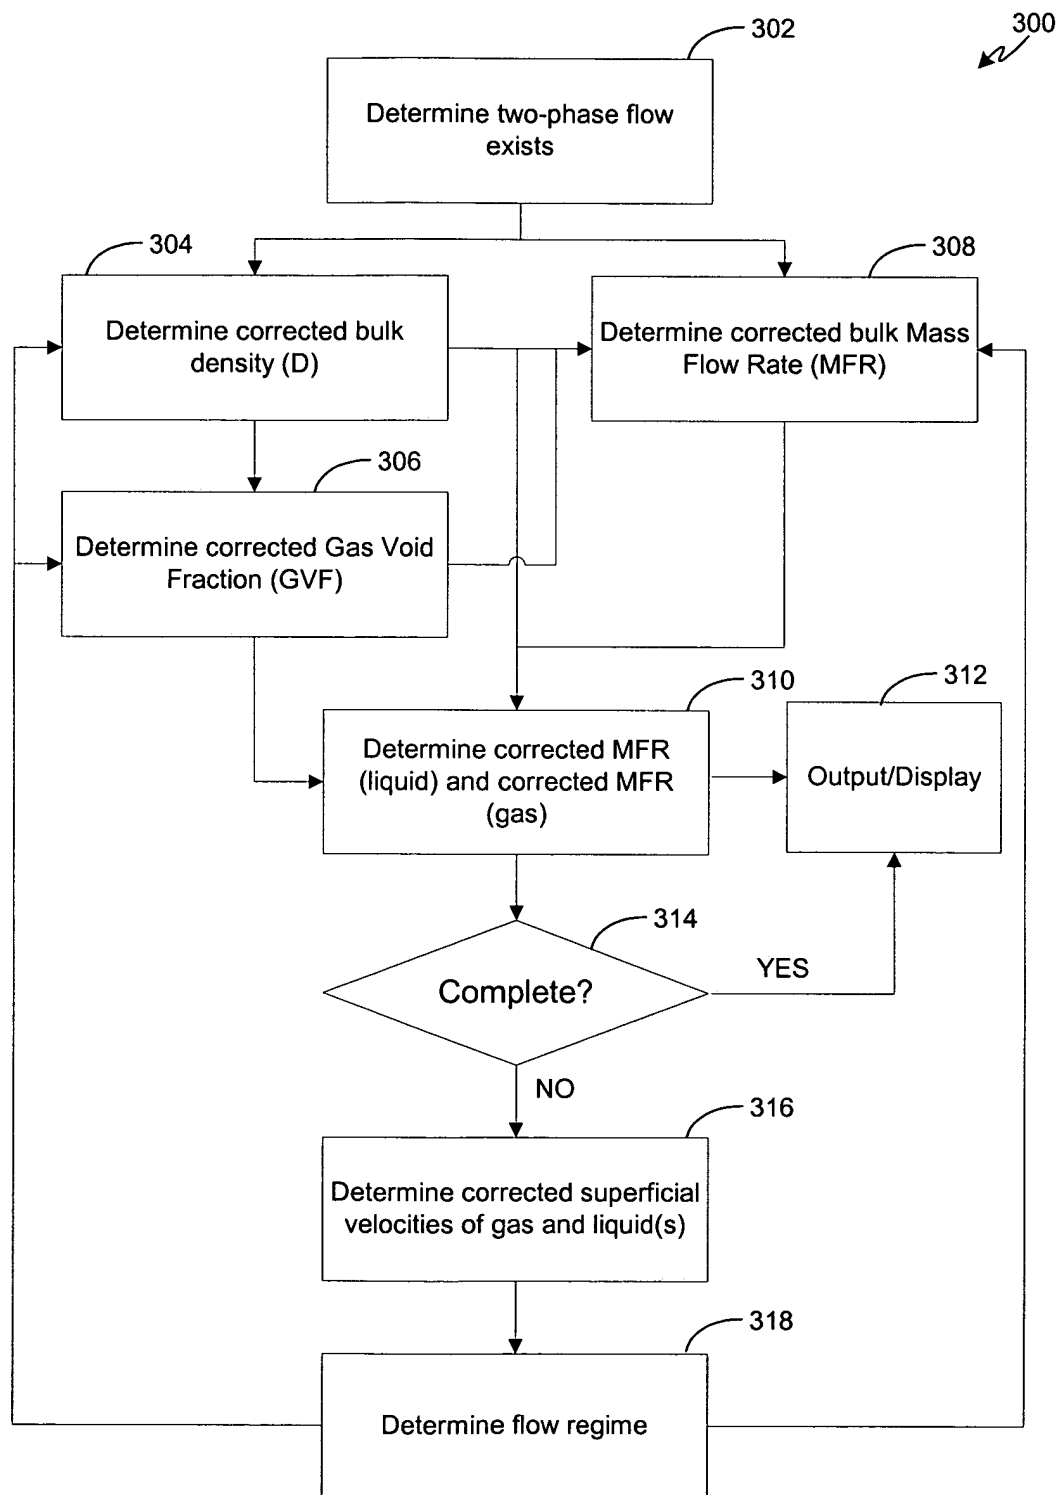 302
300
Determine two-phase flow
exists
304
308
Determine corrected bulk
density (D)
Determine corrected bulk Mass
Flow Rate (MFR)
306
Determine corrected Gas Void
Fraction (GVF)
310
312
Determine corrected MFR
(liquid) and corrected MFR
(gas)
Output/Display
314
Complete?
YES
NO
316
Determine corrected superficial
velocities of gas and liquid(s)
318
Determine flow regime